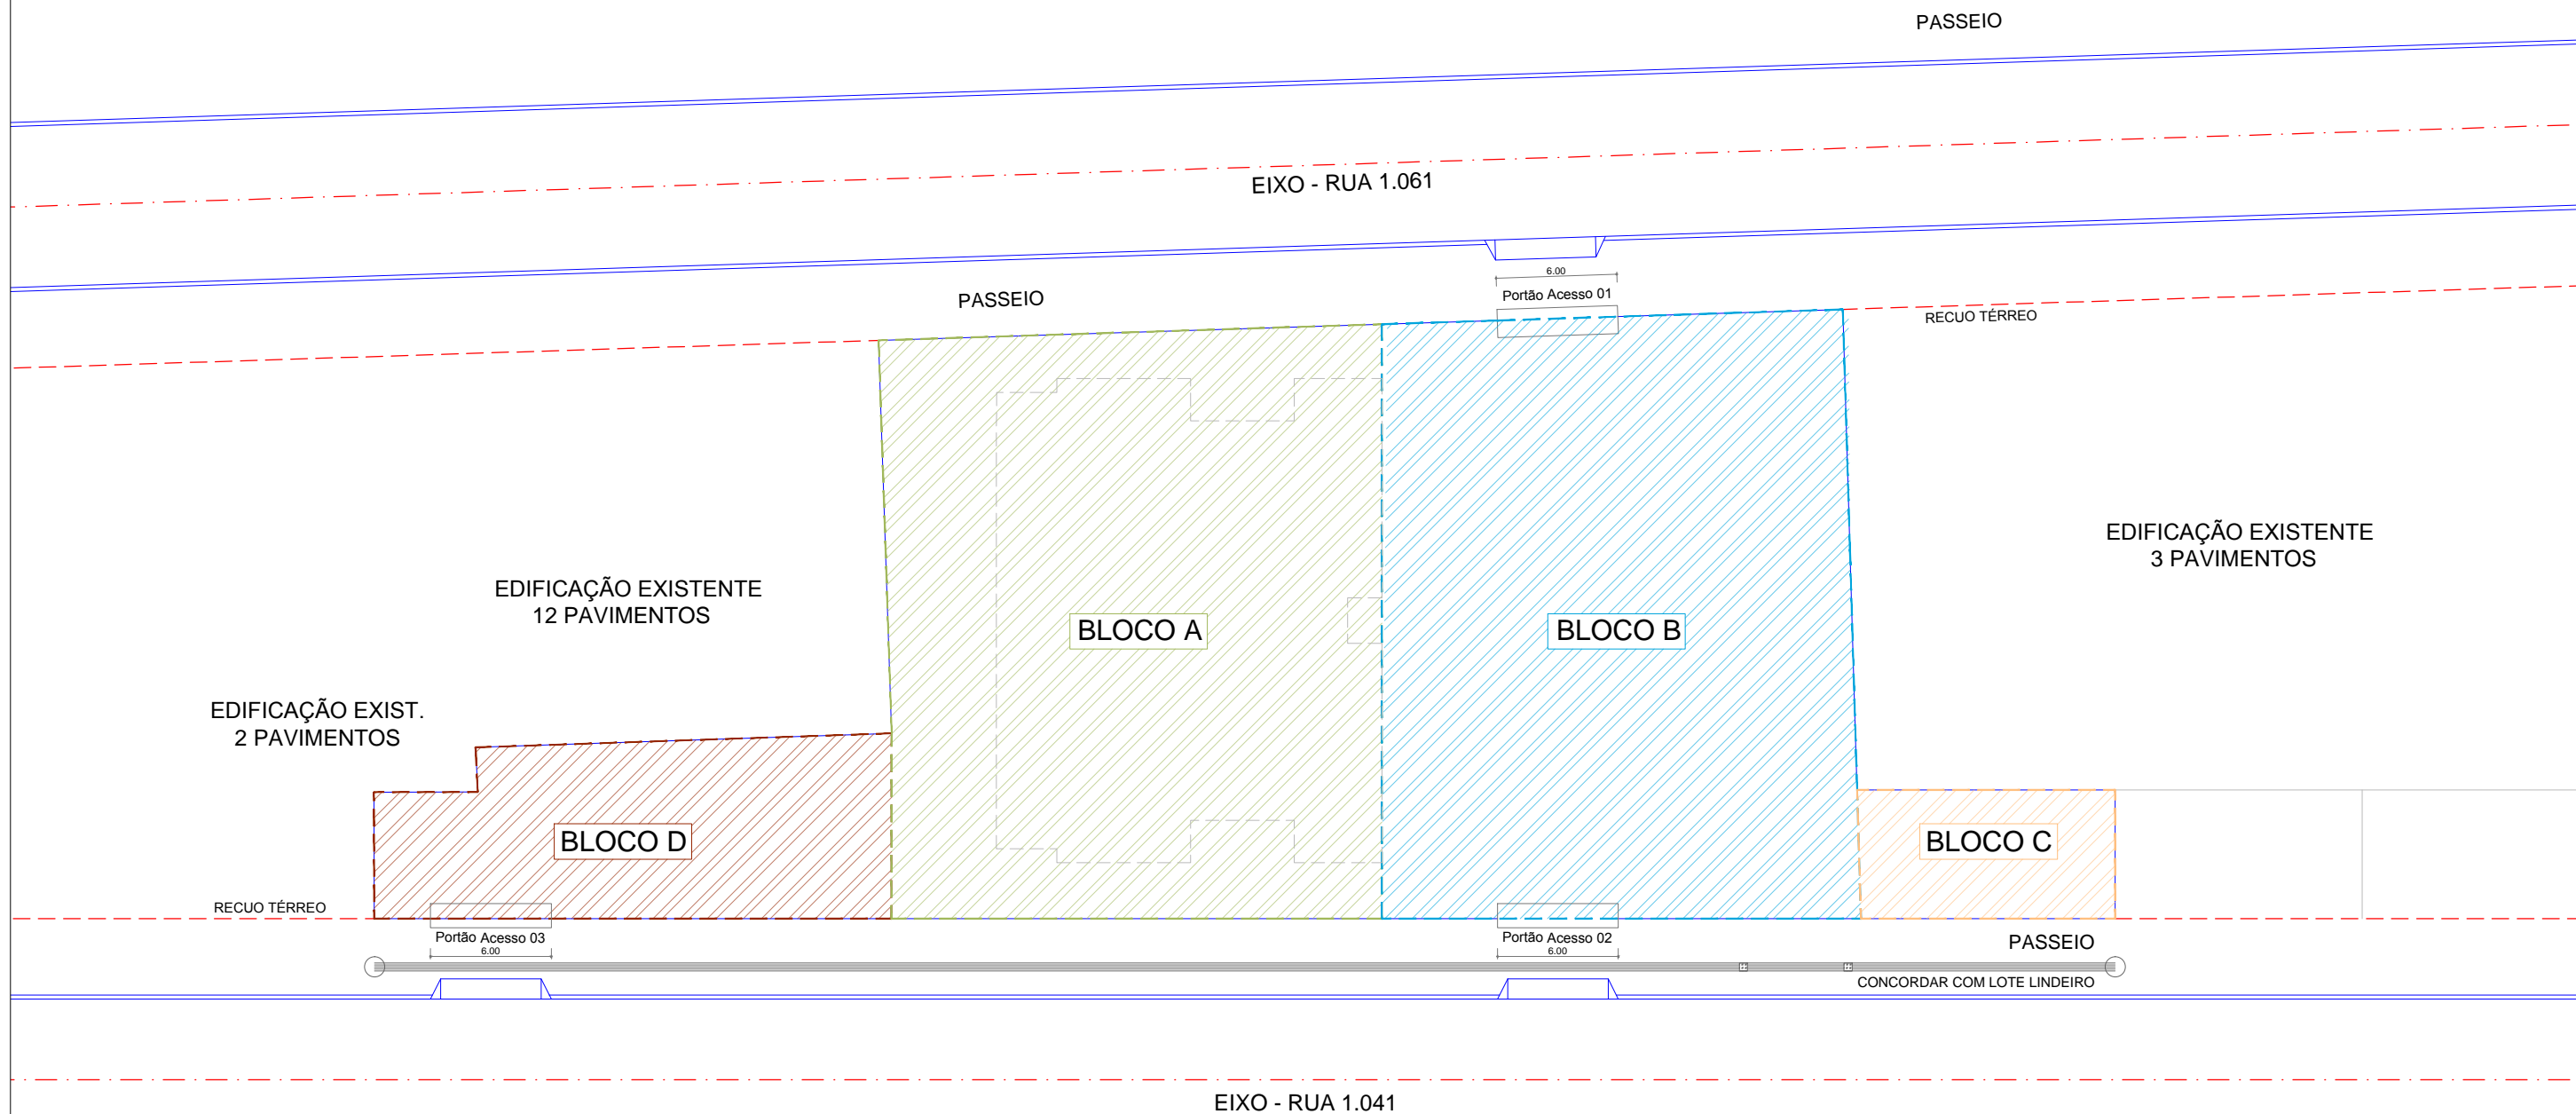 PASSEIO
EIXO - RUA 1.061
6.00
Portão Acesso 01
PASSEIO
RECUO TÉRREO
EDIFICAÇÃO EXISTENTE
3 PAVIMENTOS
EDIFICAÇÃO EXISTENTE
12 PAVIMENTOS
BLOCO A
BLOCO B
EDIFICAÇÃO EXIST.
2 PAVIMENTOS
BLOCO D
BLOCO C
RECUO TÉRREO
Portão Acesso 03
6.00
Portão Acesso 02
6.00
PASSEIO
CONCORDAR COM LOTE LINDEIRO
EIXO - RUA 1.041